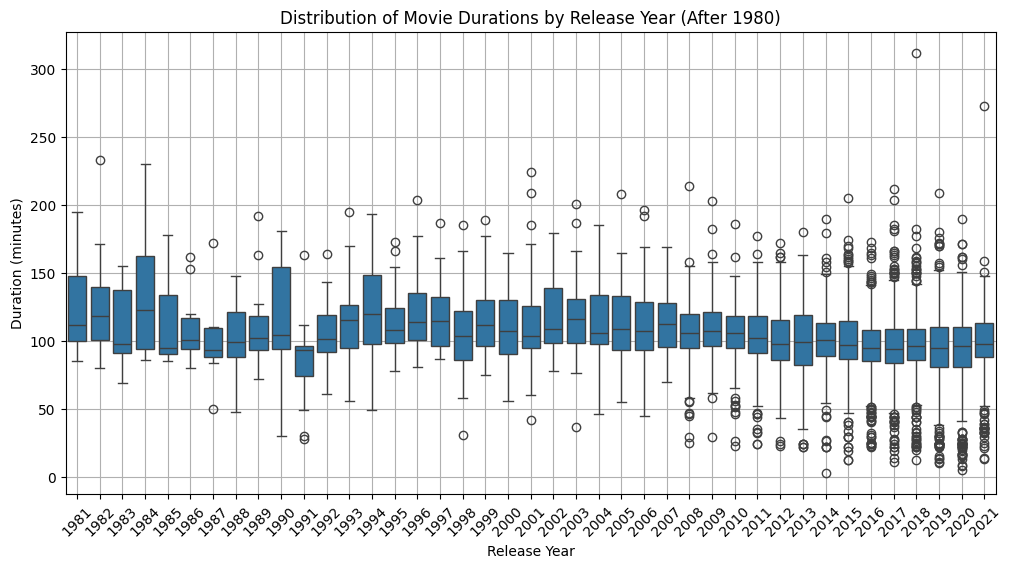 Distribution of Movie Durations by Release Year (After 1980)
Duration (minutes)
300
250
200
150
100
50
0
1981 1982 1983 1984 1985 1986 1987 1988 1989 1990 1991 1992 1993 1994 1995 1996 1997 1998 1999 2000 2001 2002 2003 2004 2005 2006 2007 2008 2009 2010 2011 2012 2013 2014 2015 2016 2017 2018 2019 2020 2021
Release Year